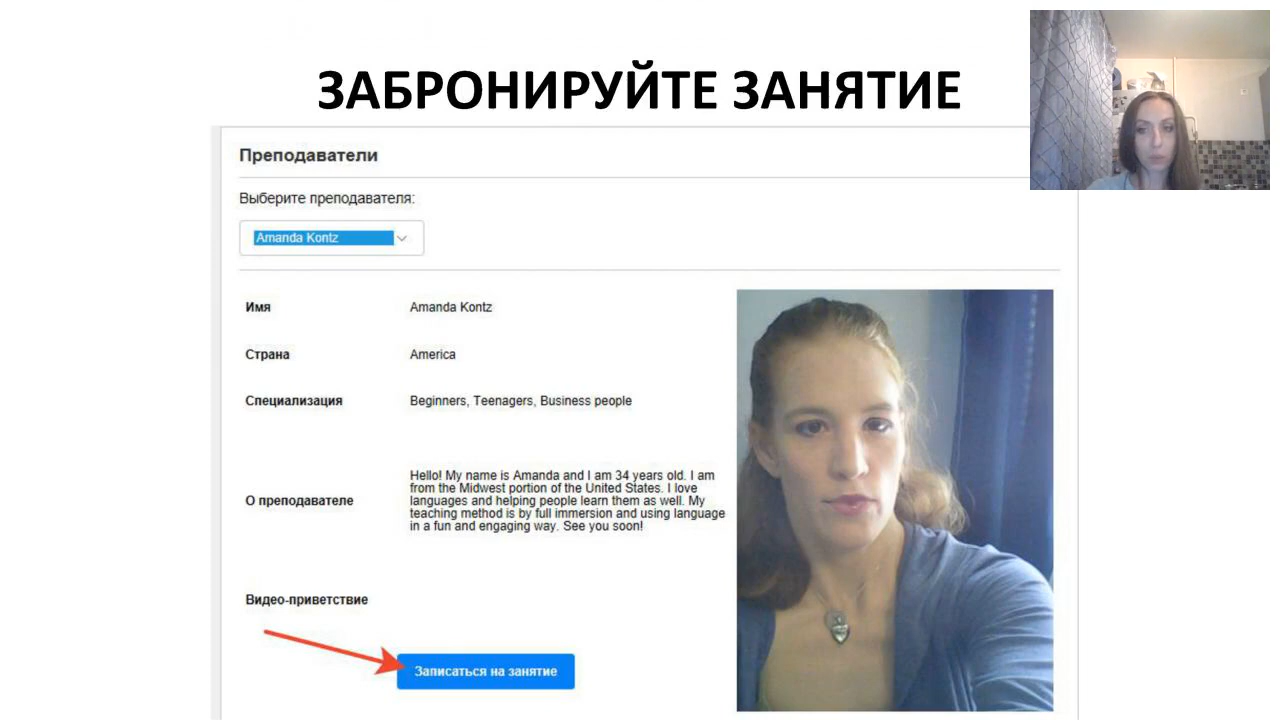 ЗАБРОНИРУЙТЕ ЗАНЯТИЕ
Преподаватели
Выберите преподавателя:
Amanda Kontz
Имя
Amanda Kontz
Страна
America
Специализация
Beginners, Teenagers, Business people
О преподавателе
Hello! My name is Amanda and I am 34 years old. I am
from the Midwest portion of the United States. I love
languages and helping people learn them as well. My
teaching method is by full immersion and using language
in a fun and engaging way. See you soon!
Видео-приветствие
Записаться на занятие